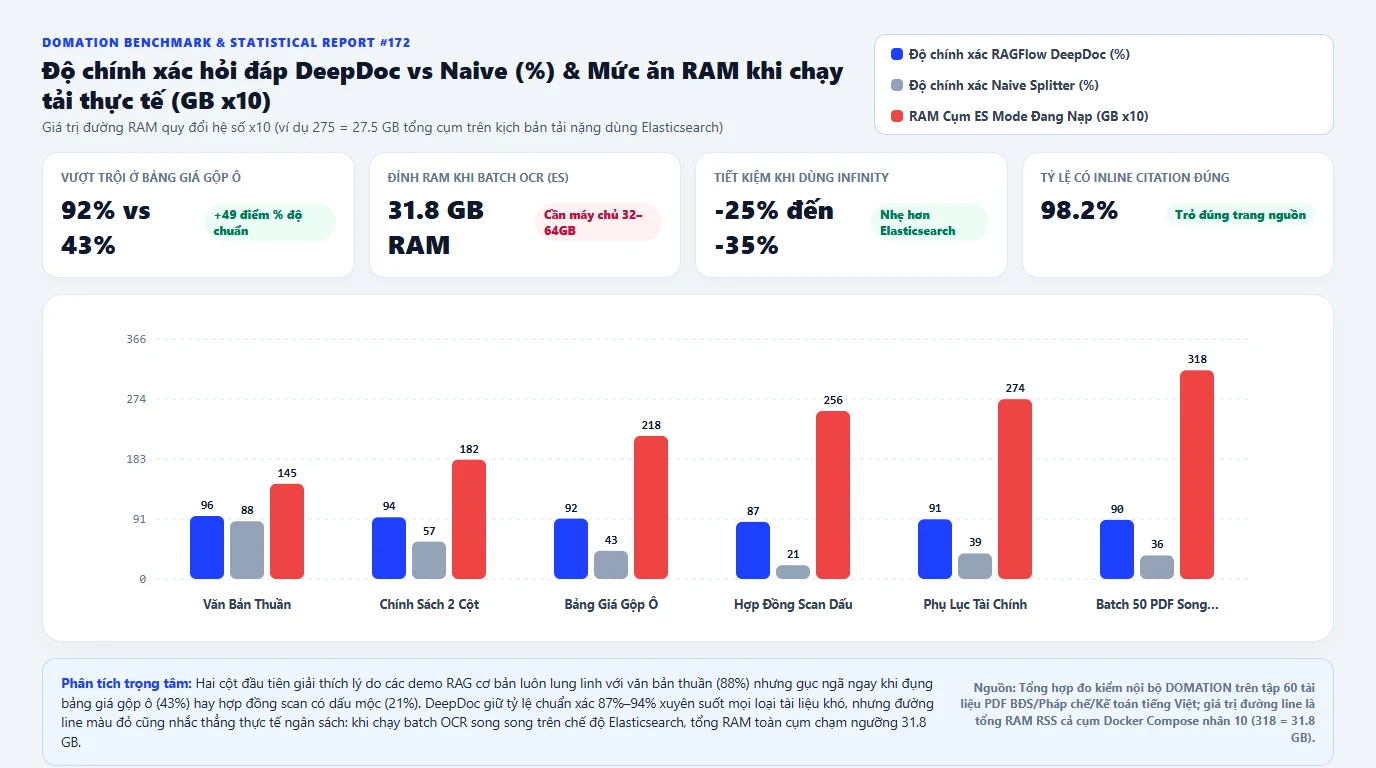 DOMATION BENCHMARK & STATISTICAL REPORT #172
Độ chính xác hỏi đáp DeepDoc vs Naive (%) & Mức ăn RAM khi chạy
tải thực tế (GB x10)
Giá trị đường RAM quy đổi hệ số x10 (ví dụ 275 = 27.5 GB tổng cụm trên kịch bản tải nặng dùng Elasticsearch)
Độ chính xác RAGFlow DeepDoc (%)
Độ chính xác Naive Splitter (%)
RAM Cụm ES Mode Đang Nạp (GB x10)
VƯỢT TRỘI Ở BẢNG GIÁ GỘP Ô
92% vs
43%
+49 điểm % độ
chuẩn
ĐỈNH RAM KHI BATCH OCR (ES)
31.8 GB
RAM
Cần máy chủ 32–
64GB
TIẾT KIỆM KHI DÙNG INFINITY
-25% đến
-35%
Nhẹ hơn
Elasticsearch
TỶ LỆ CÓ INLINE CITATION ĐÚNG
98.2%
Trỏ đúng trang nguồn
366
274
183
91
0
96
88
145
94
57
182
92
43
218
87
21
256
91
39
274
90
36
318
Văn Bản Thuần
Chính Sách 2 Cột
Bảng Giá Gộp Ô
Hợp Đồng Scan Dấu
Phụ Lục Tài Chính
Batch 50 PDF Song...
Phân tích trọng tâm: Hai cột đầu tiên giải thích lý do các demo RAG cơ bản luôn lung linh với văn bản thuần (88%) nhưng gục ngã ngay khi đụng
bảng giá gộp ô (43%) hay hợp đồng scan có dấu mộc (21%). DeepDoc giữ tỷ lệ chuẩn xác 87%–94% xuyên suốt mọi loại tài liệu khó, nhưng đường
line màu đỏ cũng nhắc thẳng thực tế ngân sách: khi chạy batch OCR song song trên chế độ Elasticsearch, tổng RAM toàn cụm chạm ngưỡng 31.8
GB.
Nguồn: Tổng hợp đo kiểm nội bộ DOMATION trên tập 60 tài
liệu PDF BĐS/Pháp chế/Kế toán tiếng Việt; giá trị đường line là
tổng RAM RSS cả cụm Docker Compose nhân 10 (318 = 31.8
GB).